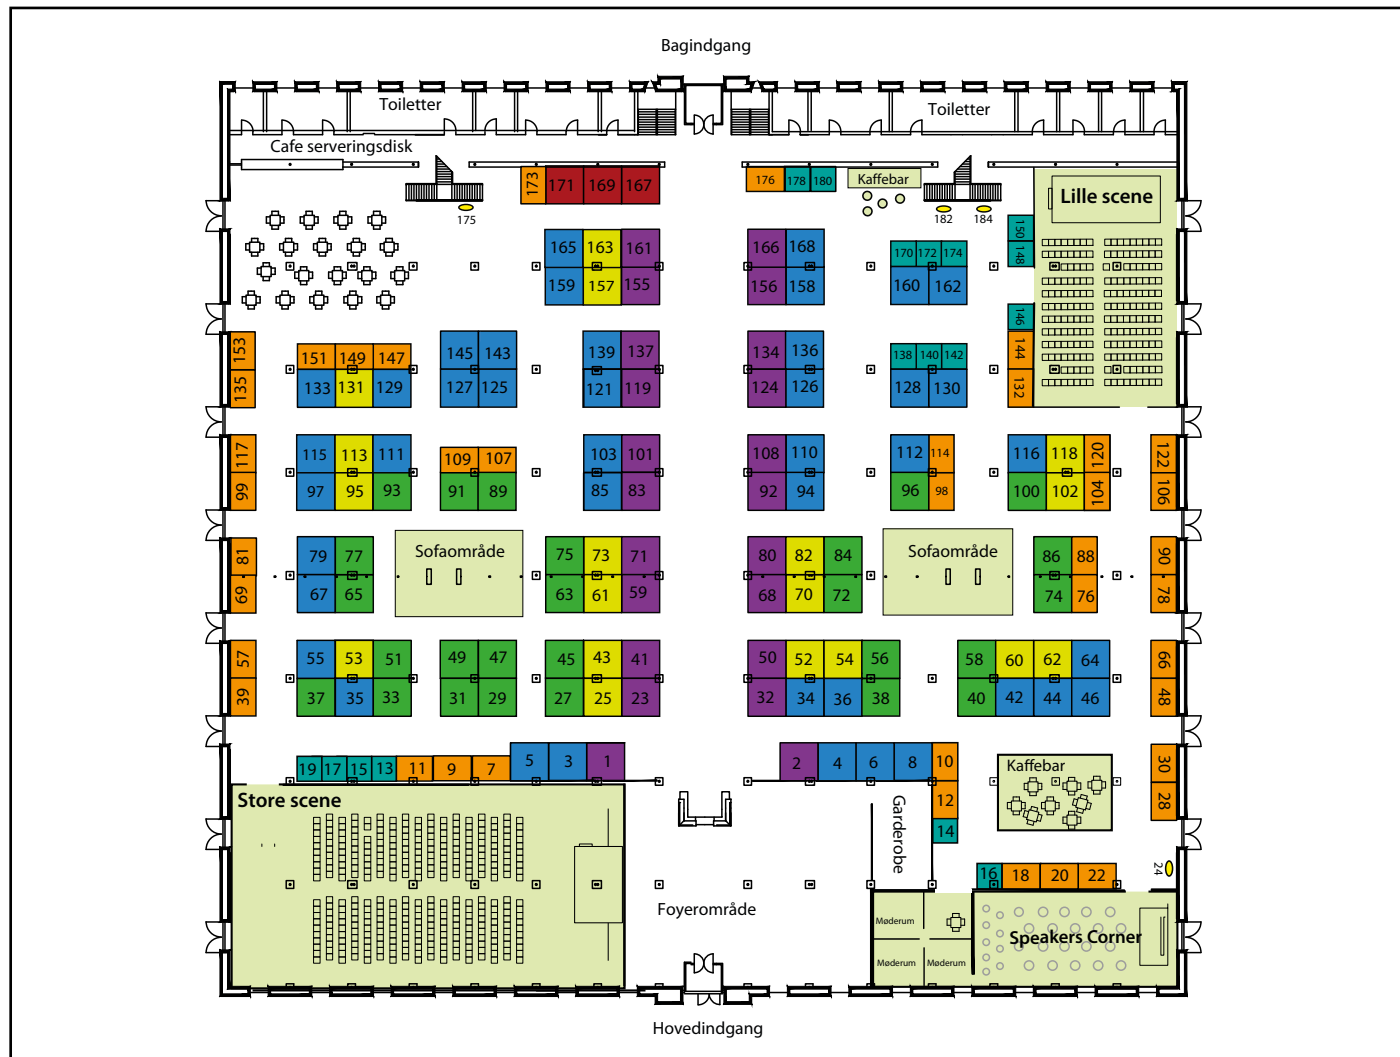 Bagindgang
Toiletter
Toiletter
Cafe serveringsdisk
173 171 169 167
176 178 180
Kaffebar
Lille scene
175
182 184
150
148
165 163 161
166 168
170 172 174
159 157 155
156 158
160 162
146
153
151 149 147
145 143
139 137
134 136
138 140 142
144
135
133 131 129
127 125
121 119
124 126
128 130
132
117
115 113 111
109 107
103 101
108 110
112 114
116 118 120
122
99
97 95 93
91 89
85 83
92 94
96 98
100 102 104
106
81
79 77
Sofaområde
75 73 71
80 82 84
Sofaområde
86 88
90
69
67 65
63 61 59
68 70 72
74 76
78
57
55 53 51
49 47
45 43 41
50 52 54 56
58 60 62 64
66
39
37 35 33
31 29
27 25 23
32 34 36 38
40 42 44 46
48
19 17 15 13 11 9 7 5 3 1
2 4 6 8 10
Kaffebar
30
12
28
Store scene
Garderobe
14
16 18 20 22
24
Foyerområde
Møderum
Speakers Corner
Møderum Møderum
Hovedindgang